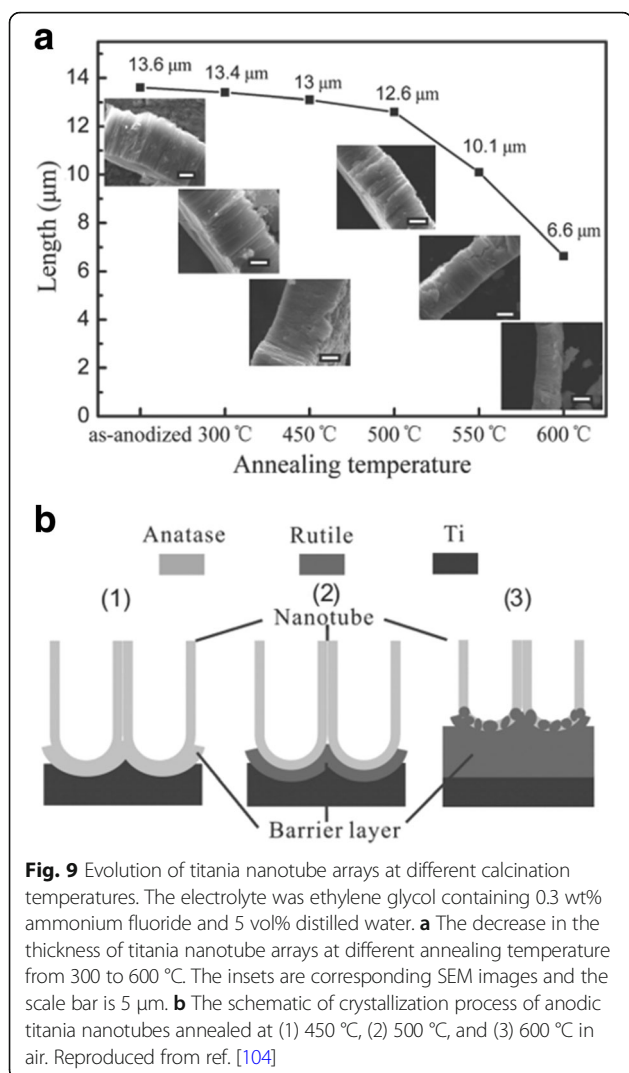 a
13.6 μm
13.4 μm
13 μm
12.6 μm
10.1 μm
6.6 μm
14
12
10
8
6
4
2
0
Length (μm)
as-anodized 300 ℃ 450 ℃ 500 ℃ 550 ℃ 600 ℃
Annealing temperature
b
Anatase Rutile Ti
(1) (2) (3)
Nanotube
Barrier layer
Fig. 9 Evolution of titania nanotube arrays at different calcination
temperatures. The electrolyte was ethylene glycol containing 0.3 wt%
ammonium fluoride and 5 vol% distilled water. a The decrease in the
thickness of titania nanotube arrays at different annealing temperature
from 300 to 600 °C. The insets are corresponding SEM images and the
scale bar is 5 μm. b The schematic of crystallization process of anodic
titania nanotubes annealed at (1) 450 °C, (2) 500 °C, and (3) 600 °C in
air. Reproduced from ref. [104]